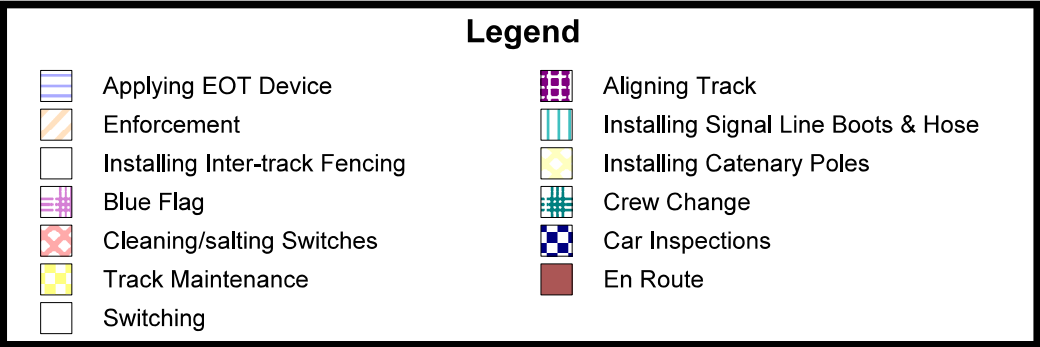 Legend
Applying EOT Device
Enforcement
Installing Inter-track Fencing
Blue Flag
Cleaning/salting Switches
Track Maintenance
Switching
Aligning Track
Installing Signal Line Boots & Hose
Installing Catenary Poles
Crew Change
Car Inspections
En Route